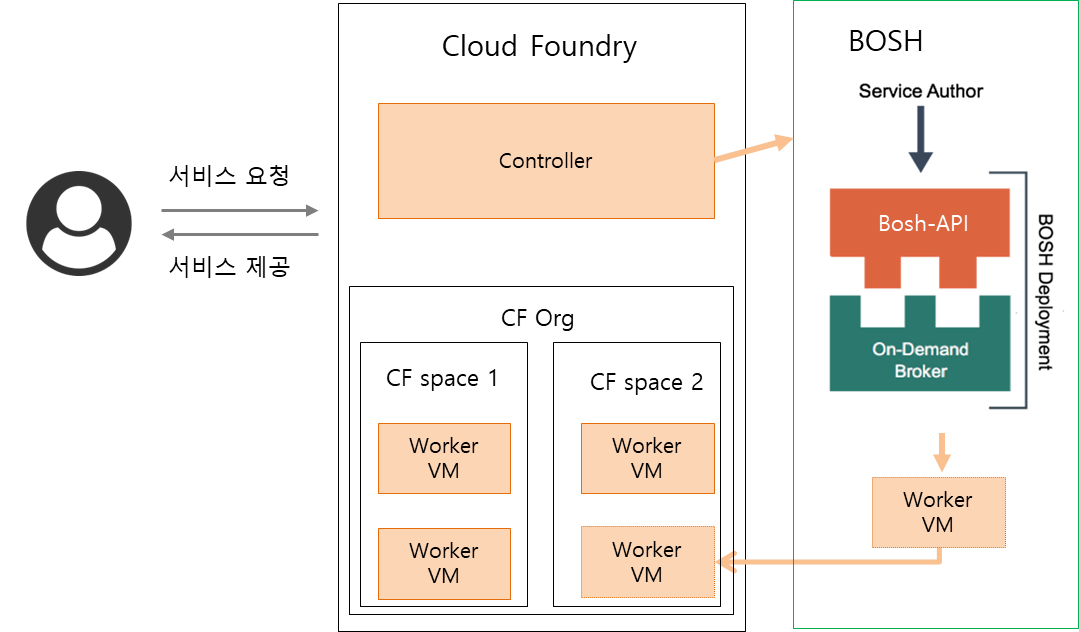 서비스 요청
서비스 제공
Cloud Foundry
Controller
CF Org
CF space 1
Worker
VM
Worker
VM
CF space 2
Worker
VM
Worker
VM
BOSH
Service Author
Bosh-API
On-Demand
Broker
BOSH Deployment
Worker
VM